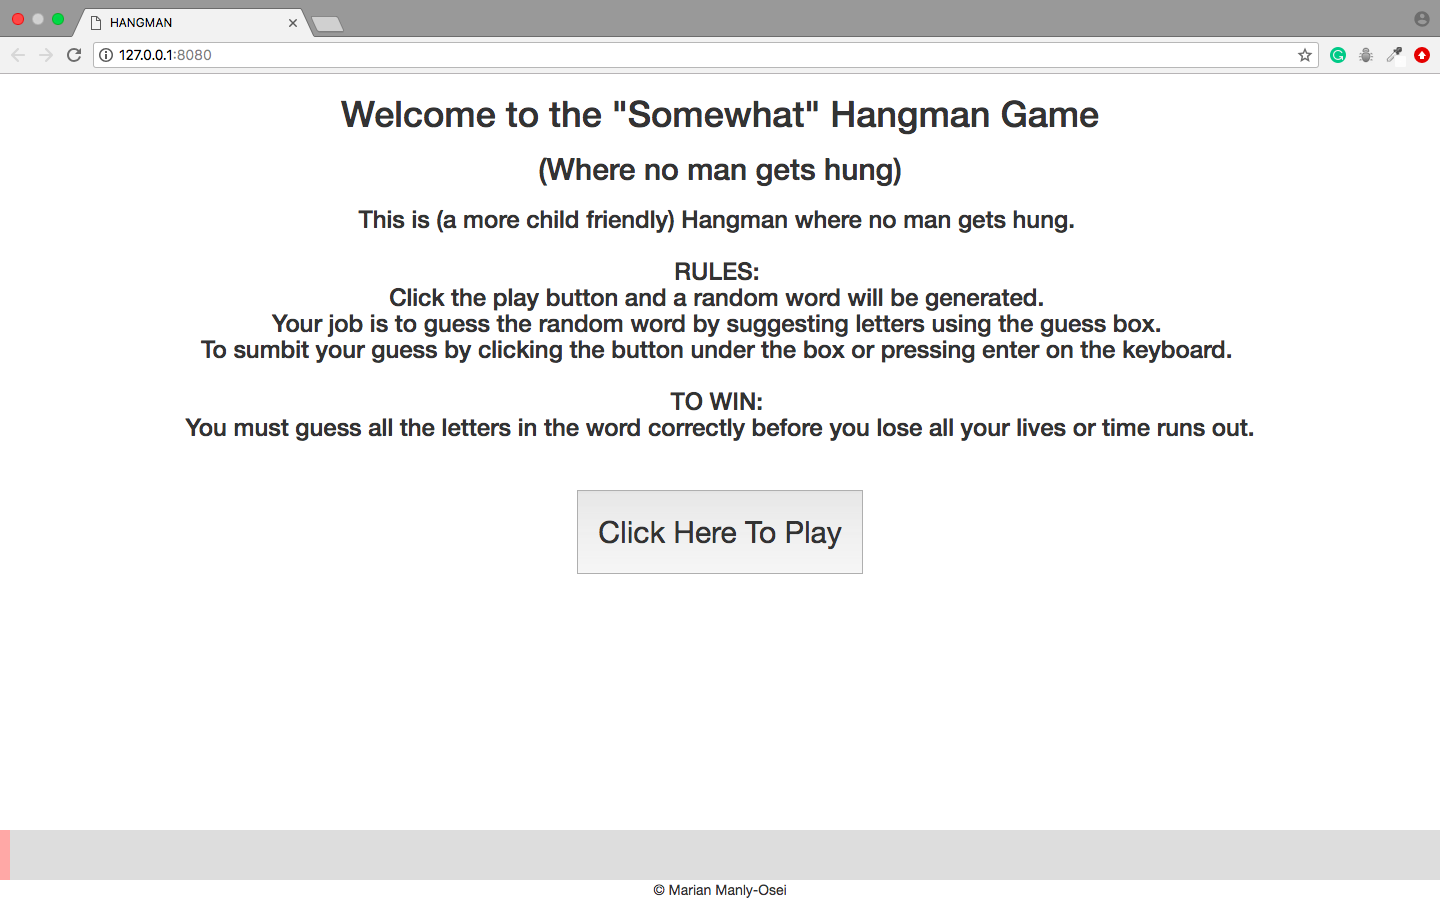 HANGMAN
127.0.0.1:8080
Welcome to the "Somewhat" Hangman Game
(Where no man gets hung)
This is (a more child friendly) Hangman where no man gets hung.
RULES:
Click the play button and a random word will be generated.
Your job is to guess the random word by suggesting letters using the guess box.
To sumbit your guess by clicking the button under the box or pressing enter on the keyboard.
TO WIN:
You must guess all the letters in the word correctly before you lose all your lives or time runs out.
Click Here To Play
© Marian Manly-Osei